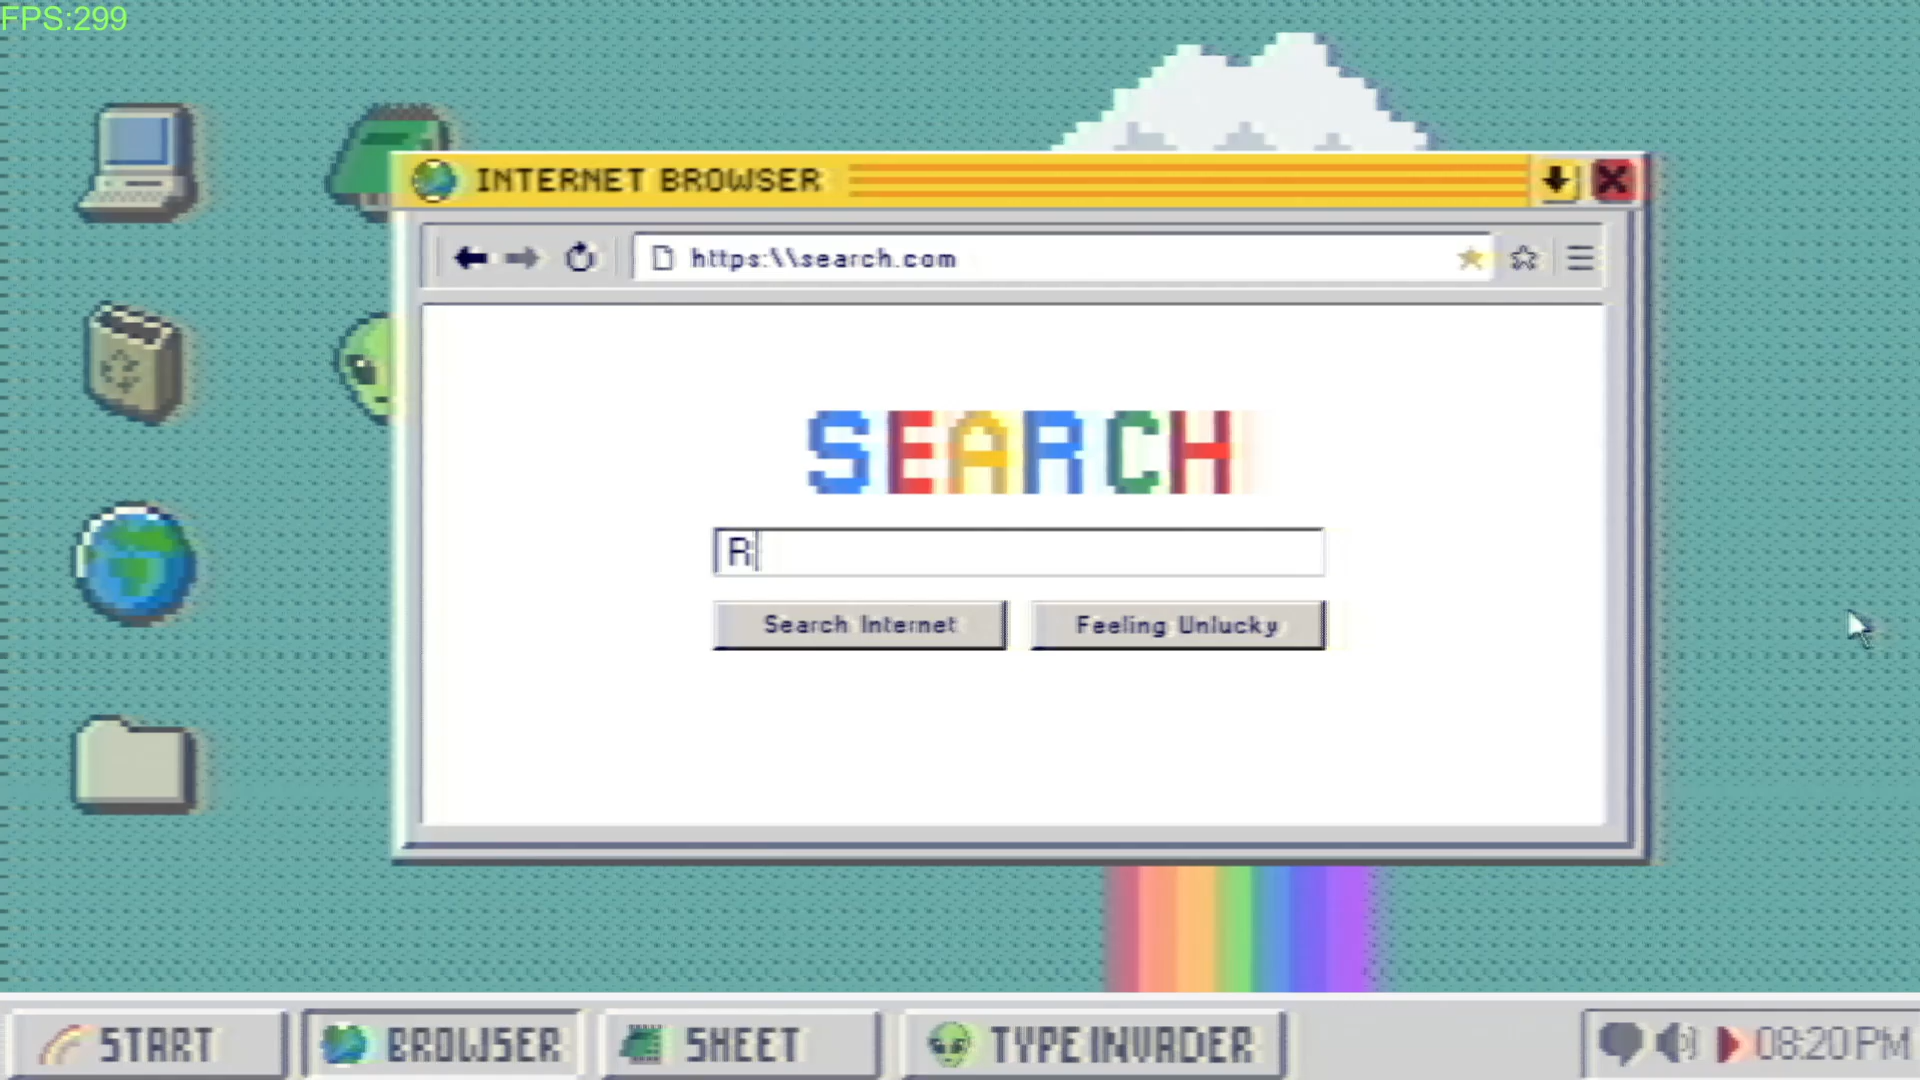 FPS:299
INTERNET BROWSER
https:\\search.com
SEARCH
R
Search Internet
Feeling Unlucky
START
BROWSER
SHEET
TYPE INVADER
08:20 PM